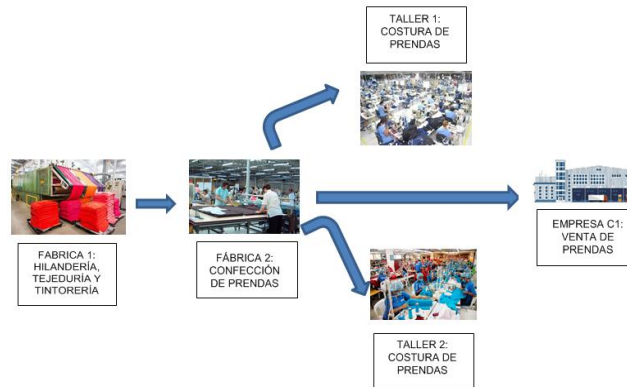 TALLER 1:
COSTURA DE
PRENDAS
FABRICA 1:
HILANDERÍA,
TEJEDURÍA Y
TINTORERÍA
FÁBRICA 2:
CONFECCIÓN
DE PRENDAS
EMPRESA C1:
VENTA DE
PRENDAS
TALLER 2:
COSTURA DE
PRENDAS